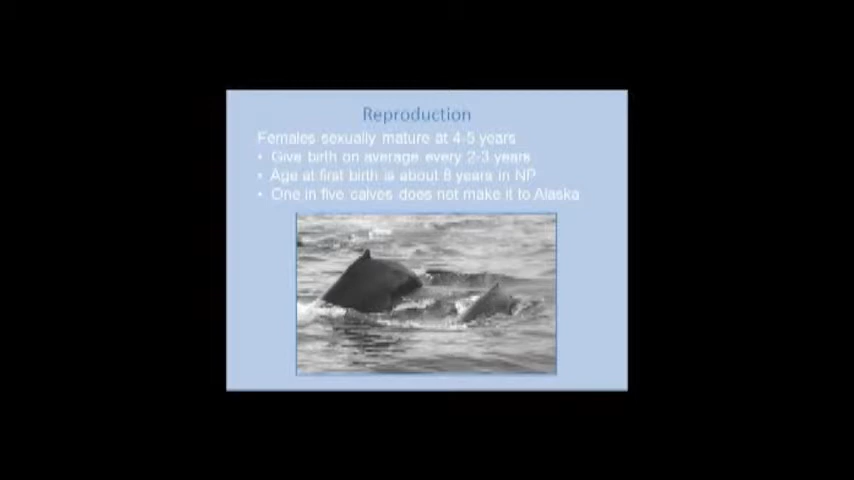 Reproduction
Females sexually mature at 4-5 years
• Give birth on average every 2-3 years
• Age at first birth is about 8 years in NP
• One in five calves does not make it to Alaska